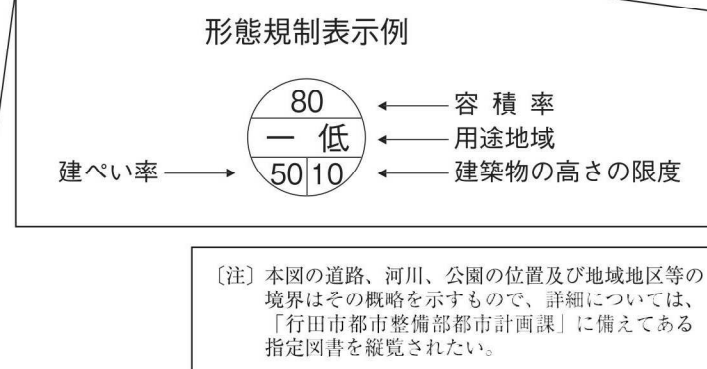 形態規制表示例
80
容積率
一低
用途地域
建ぺい率
50
10
建築物の高さの限度
〔注〕本図の道路、河川、公園の位置及び地域地区等の
境界はその概略を示すもので、詳細については、
「行田市都市整備部都市計画課」に備えてある
指定図書を縦覧されたい。